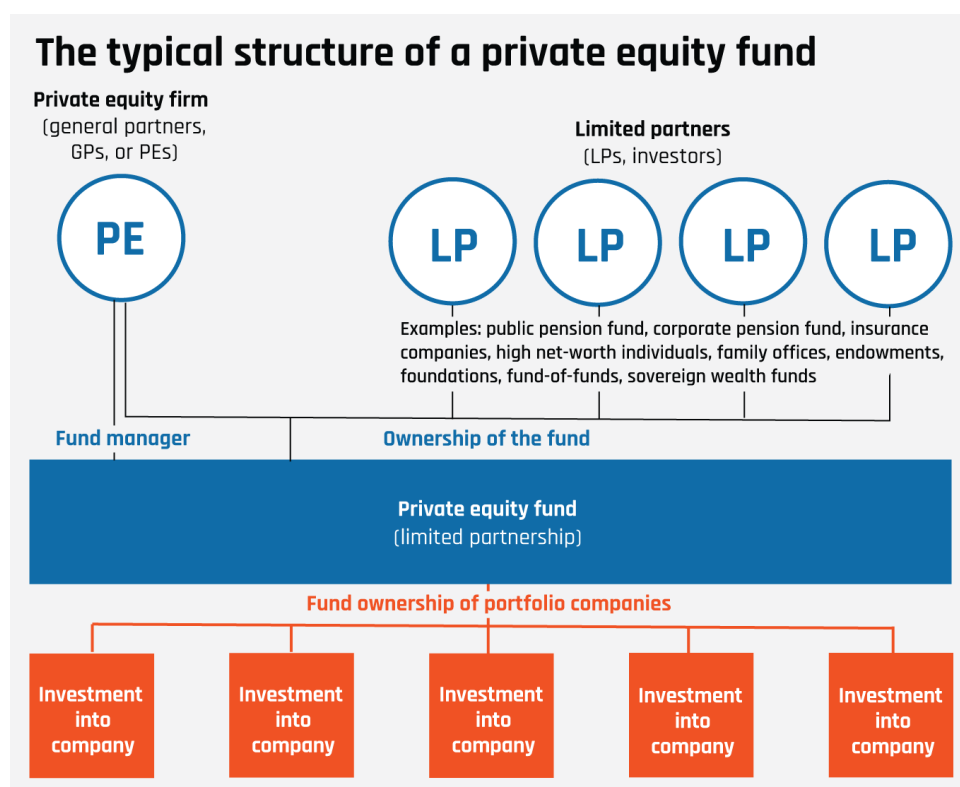 The typical structure of a private equity fund
Private equity firm
(general partners,
GPs, or PEs)
Limited partners
(LPs, investors)
PE
LP
LP
LP
LP
Examples: public pension fund, corporate pension fund, insurance
companies, high net-worth individuals, family offices, endowments,
foundations, fund-of-funds, sovereign wealth funds
Fund manager
Ownership of the fund
Private equity fund
(limited partnership)
Fund ownership of portfolio companies
Investment
into
company
Investment
into
company
Investment
into
company
Investment
into
company
Investment
into
company